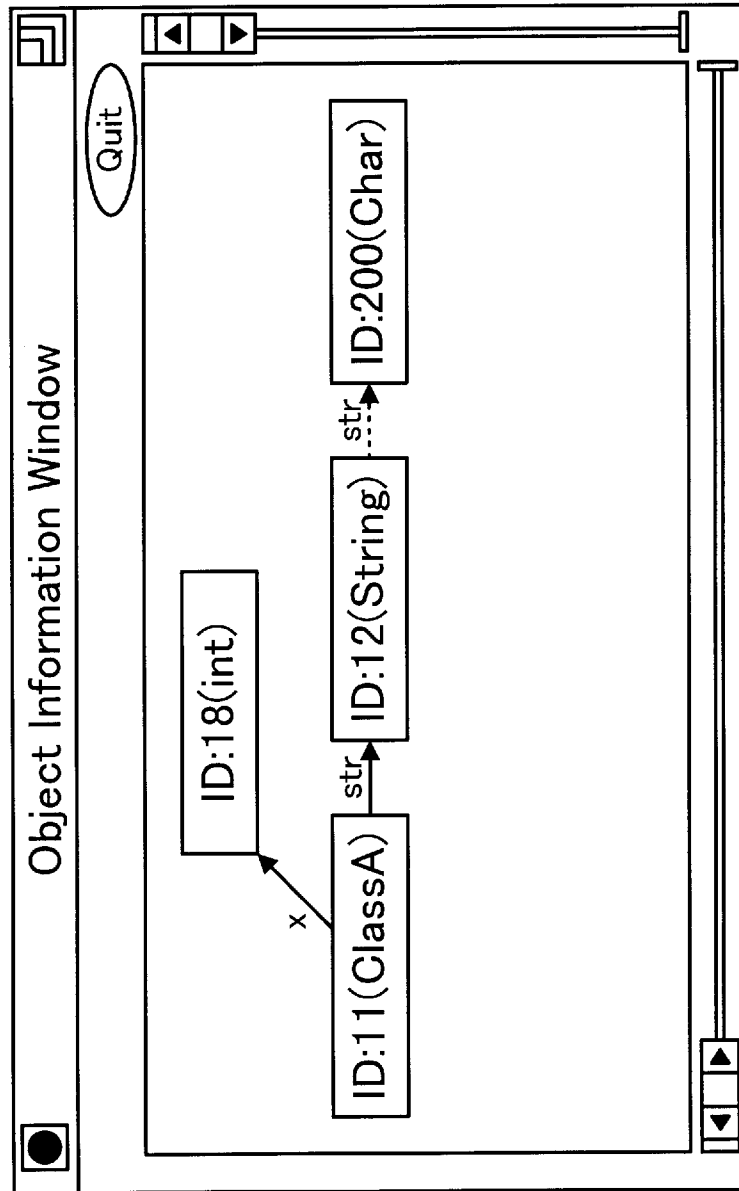 Object Information Window
Quit
ID:18(int)
x
ID:11(ClassA)
str
ID:12(String)
str
ID:200(Char)